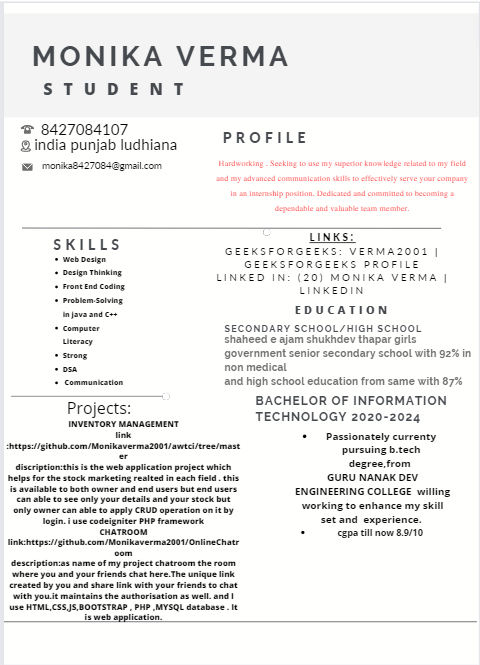 MONIKA VERMA
STUDENT
8427084107
india punjab ludhiana
monika8427084@gmail.com
PROFILE
Hardworking . Seeking to use my superior knowledge related to my field
and my advanced communication skills to effectively serve your company
in an internship position. Dedicated and committed to becoming a
dependable and valuable team member.
SKILLS
Web Design
Design Thinking
Front End Coding
Problem-Solving
in java and C++
Computer
Literacy
Strong
DSA
Communication
LINKS:
GEEKSFORGEEKS: VERMA2001 |
GEEKSFORGEEKS PROFILE
LINKED IN: (20) MONIKA VERMA |
LINKEDIN
EDUCATION
SECONDARY SCHOOL/HIGH SCHOOL
shaheed e ajam shukhdev thapar girls
government senior secondary school with 92% in
non medical
and high school education from same with 87%
BACHELOR OF INFORMATION
TECHNOLOGY 2020-2024
Passionately currenty
pursuing b.tech
degree,from
GURU NANAK DEV
ENGINEERING COLLEGE willing
working to enhance my skill
set and experience.
cgpa till now 8.9/10
Projects:
INVENTORY MANAGEMENT
link
:https://github.com/Monikaverma2001/awtci/tree/mast
er
discription:this is the web application project which
helps for the stock marketing realted in each field . this
is available to both owner and end users but end users
can able to see only your details and your stock but
only owner can able to apply CRUD operation on it by
login. i use codeigniter PHP framework
CHATROOM
link:https://github.com/Monikaverma2001/OnlineChatr
oom
description:as name of my project chatroom the room
where you and your friends chat here.The unique link
created by you and share link with your friends to chat
with you.it maintains the authorisation as well. and I
use HTML,CSS,JS,BOOTSTRAP , PHP ,MYSQL database . It
is web application.